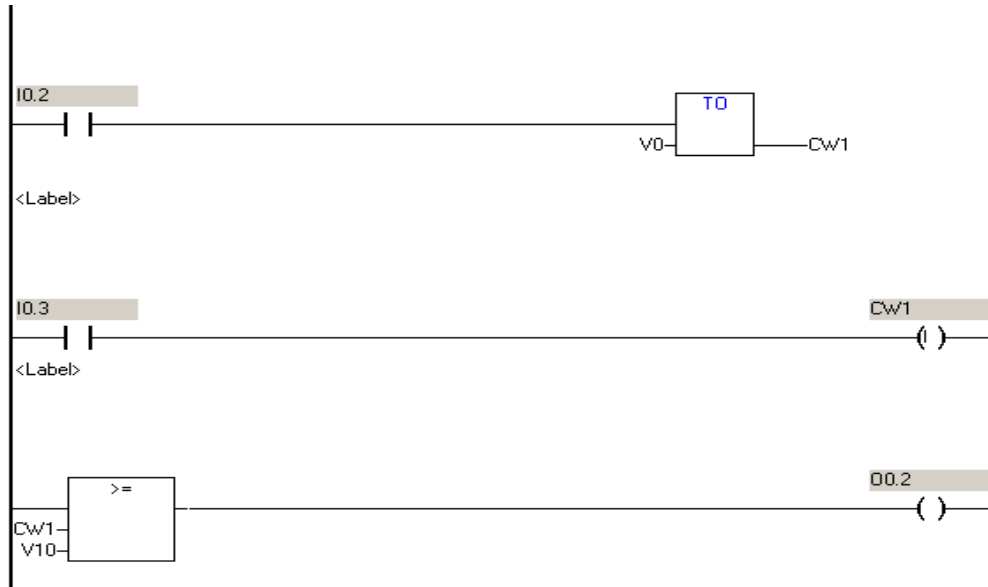 I0.2
TO
V0
CW1
<Label>
I0.3
CW1
( I )
<Label>
>=
O0.2
( )
CW1
V10